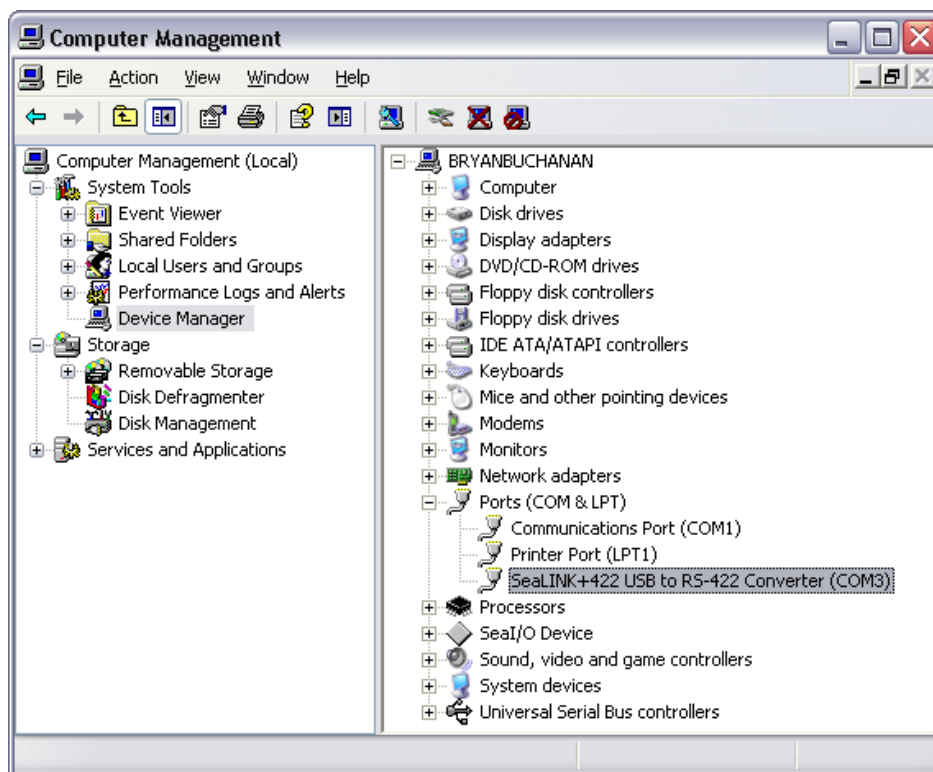 Computer Management
File Action View Window Help
Computer Management (Local)
System Tools
Event Viewer
Shared Folders
Local Users and Groups
Performance Logs and Alerts
Device Manager
Storage
Removable Storage
Disk Defragmenter
Disk Management
Services and Applications
BRYANBUCHANAN
Computer
Disk drives
Display adapters
DVD/CD-ROM drives
Floppy disk controllers
Floppy disk drives
IDE ATA/ATAPI controllers
Keyboards
Mice and other pointing devices
Modems
Monitors
Network adapters
Ports (COM & LPT)
Communications Port (COM1)
Printer Port (LPT1)
SeaLINK+422 USB to RS-422 Converter (COM3)
Processors
SeaI/O Device
Sound, video and game controllers
System devices
Universal Serial Bus controllers